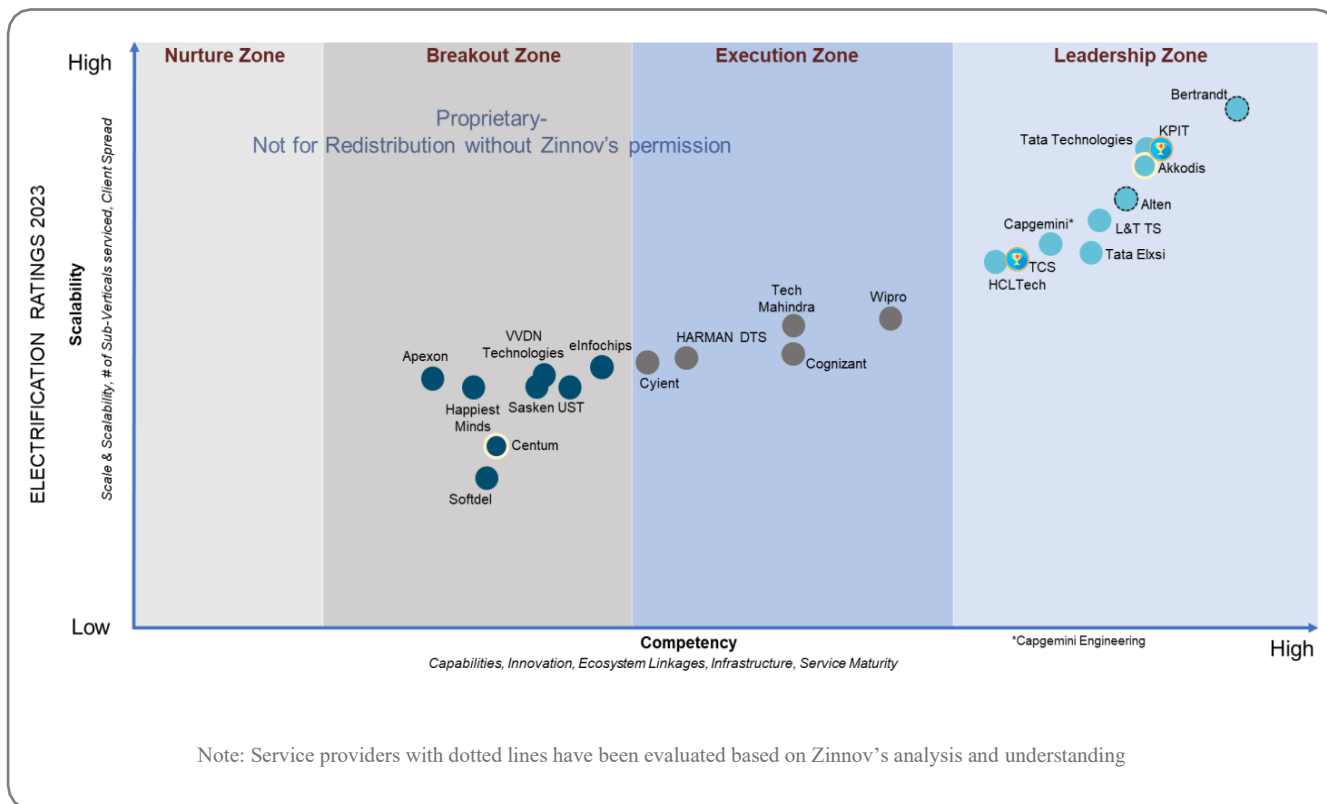 High
Nurture Zone
Breakout Zone
Execution Zone
Leadership Zone
Proprietary-
Not for Redistribution without Zinnov's permission
ELECTRIFICATION RATINGS 2023
Scalability
Scale & Scalability, # of Sub-Verticals serviced, Client Spread
Bertrandt
KPIT
Tata Technologies
Akkodis
Alten
L&T TS
Capgemini*
Tata Elxsi
TCS
HCLTech
Tech
Mahindra
Wipro
HARMAN DTS
Cognizant
Cyient
VVDN
Technologies
eInfochips
Apexon
Happiest
Minds
Sasken
UST
Centum
Softdel
Low
Competency
Capabilities, Innovation, Ecosystem Linkages, Infrastructure, Service Maturity
*Capgemini Engineering
High
Note: Service providers with dotted lines have been evaluated based on Zinnov's analysis and understanding